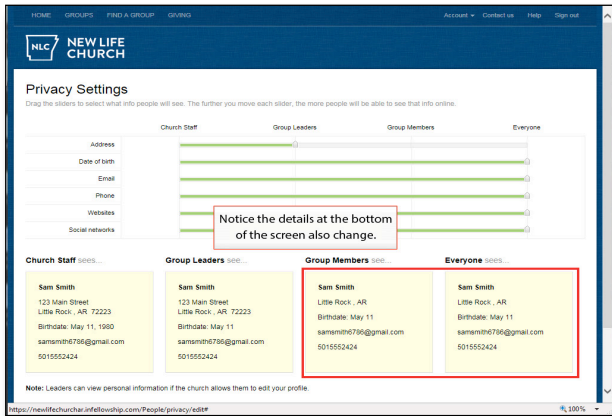 HOME GROUPS FIND A GROUP GIVING Account Contact us Help Sign out
NLC NEW LIFE
CHURCH
Privacy Settings
Drag the sliders to select what info people will see. The further you move each slider, the more people will be able to see that info online.
Church Staff Group Leaders Group Members Everyone
Address
Date of birth
Email
Phone
Websites
Social networks
Notice the details at the bottom
of the screen also change.
Church Staff sees... Group Leaders see... Group Members see... Everyone sees...
Sam Smith Sam Smith Sam Smith Sam Smith
123 Main Street 123 Main Street Little Rock , AR Little Rock , AR
Little Rock , AR 72223 Little Rock , AR 72223
Birthdate: May 11, 1980 Birthdate: May 11 Birthdate: May 11 Birthdate: May 11
samsmith6786@gmail.com samsmith6786@gmail.com samsmith6786@gmail.com samsmith6786@gmail.com
5015552424 5015552424 5015552424 5015552424
Note: Leaders can view personal information if the church allows them to edit your profile.
https://newlifechurchar.infellowship.com/People/privacy/edit# 100%